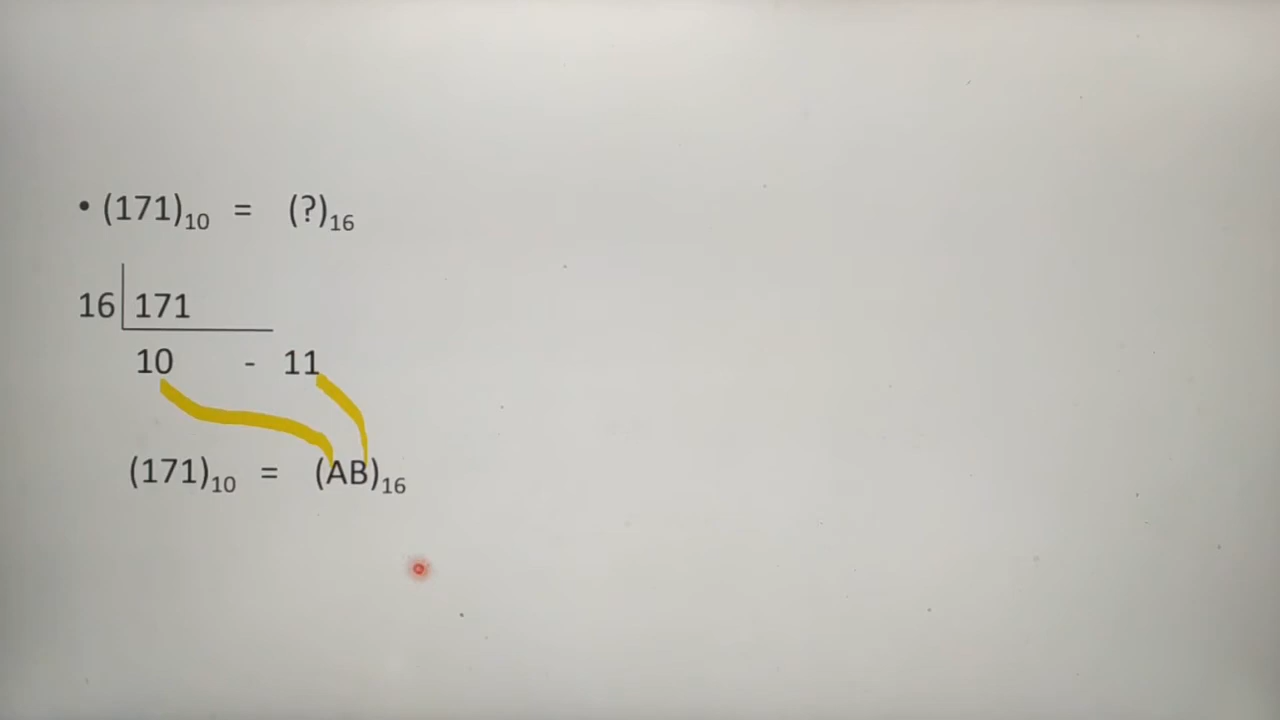 • (171)₁₀ = (?)₁₆
16 171
10 - 11
(171)₁₀ = (AB)₁₆